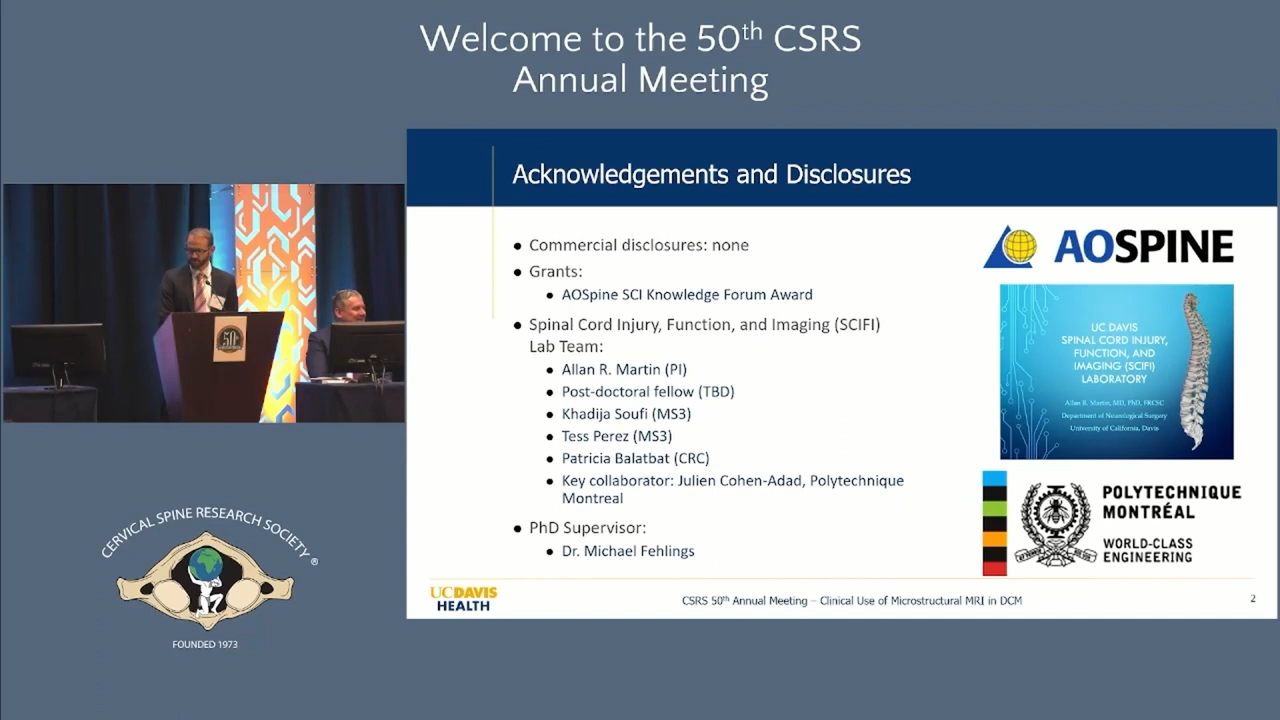 Welcome to the 50th CSRS
Annual Meeting
Acknowledgements and Disclosures
• Commercial disclosures: none
• Grants:
• AOSpine SCI Knowledge Forum Award
• Spinal Cord Injury, Function, and Imaging (SCIFI)
Lab Team:
• Allan R. Martin (PI)
• Post-doctoral fellow (TBD)
• Khadija Soufi (MS3)
• Tess Perez (MS3)
• Patricia Balatbat (CRC)
• Key collaborator: Julien Cohen-Adad, Polytechnique
Montreal
• PhD Supervisor:
• Dr. Michael Fehlings
AOSPINE
UC DAVIS
SPINAL CORD INJURY,
FUNCTION, AND
IMAGING (SCIFI)
LABORATORY
Allan R. Martin, MD, PhD, FRCSC
Department of Neurological Surgery
University of California, Davis
POLYTECHNIQUE
MONTRÉAL
WORLD-CLASS
ENGINEERING
UCDAVIS
HEALTH
CSRS 50th Annual Meeting – Clinical Use of Microstructural MRI in DCM
2
50
CERVICAL SPINE RESEARCH SOCIETY®
FOUNDED 1973